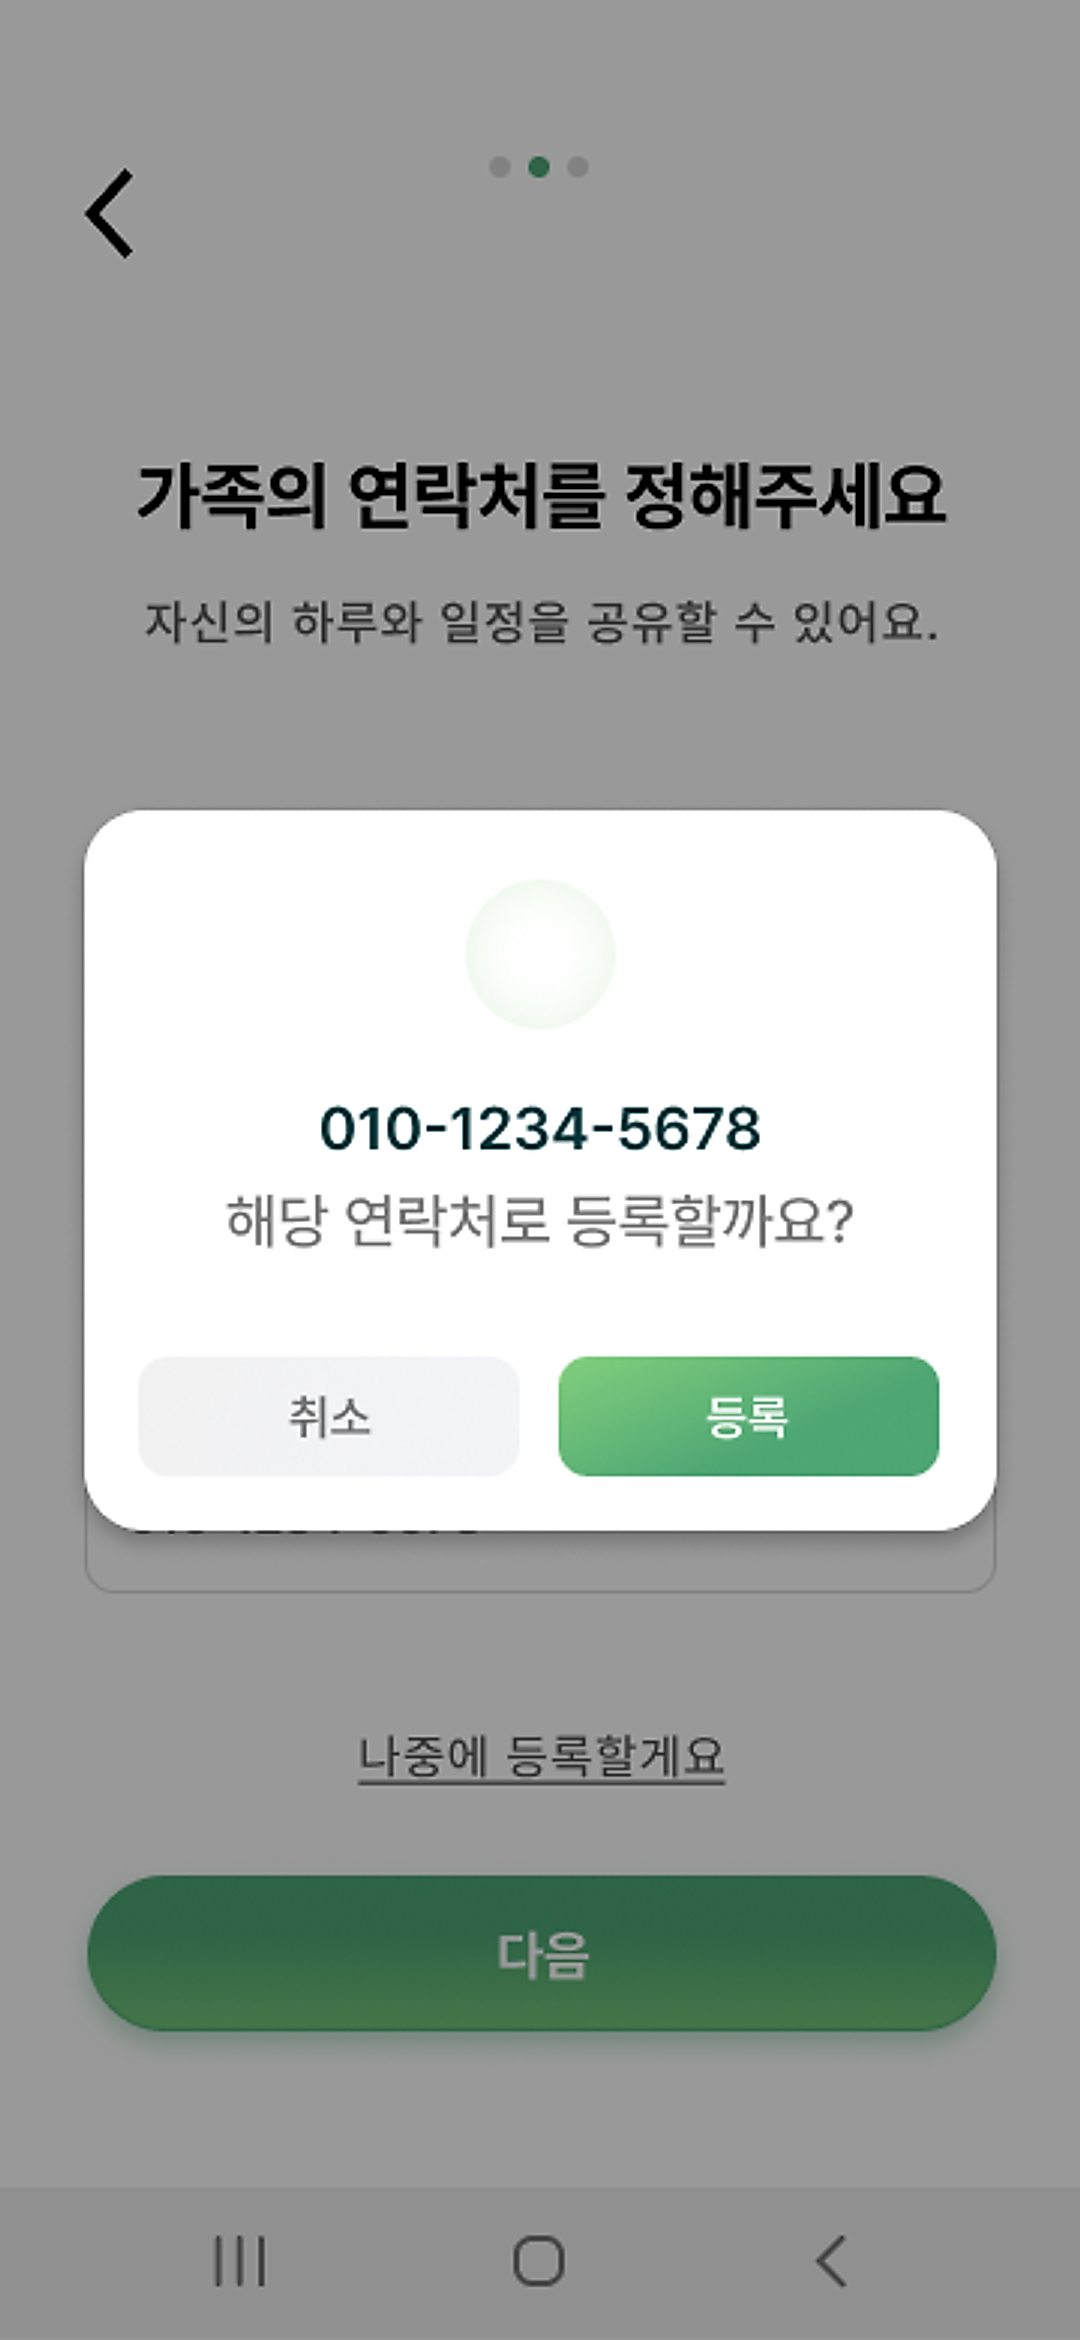 가족의 연락처를 정해주세요
자신의 하루와 일정을 공유할 수 있어요.
010-1234-5678
해당 연락처로 등록할까요?
취소
등록
나중에 등록할게요
다음